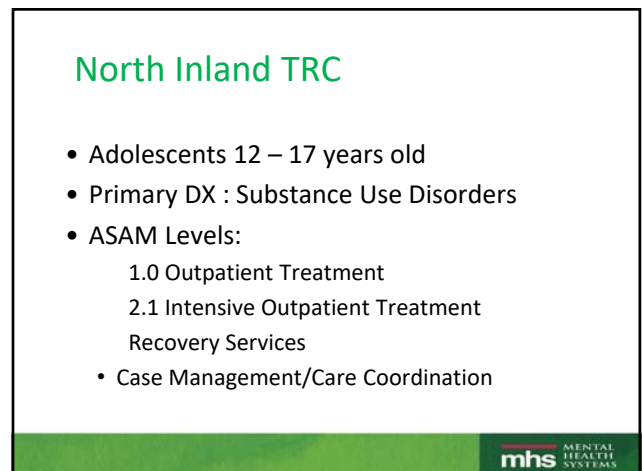 North Inland TRC
• Adolescents 12 – 17 years old
• Primary DX : Substance Use Disorders
• ASAM Levels:
1.0 Outpatient Treatment
2.1 Intensive Outpatient Treatment
Recovery Services
• Case Management/Care Coordination
mhs MENTAL
HEALTH
SYSTEMS